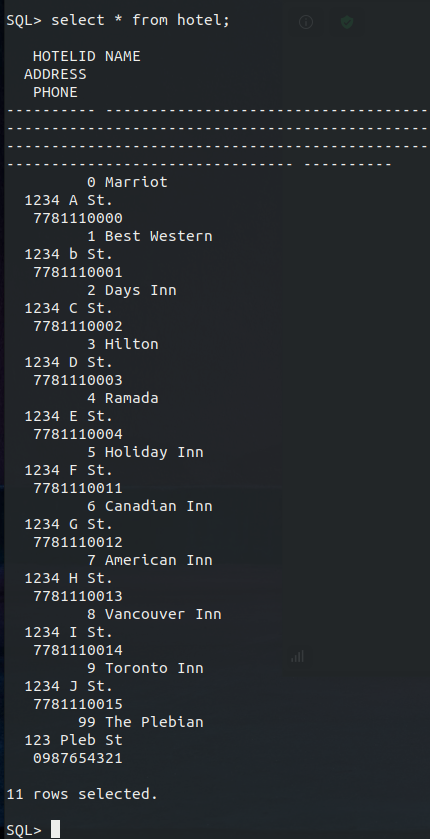 SQL> select * from hotel;
HOTELID NAME
ADDRESS
PHONE
---------- ------------------------------------
-----------------------------------------------
-----------------------------------------------
-------------------------------- ----------
0 Marriot
1234 A St.
7781110000
1 Best Western
1234 b St.
7781110001
2 Days Inn
1234 C St.
7781110002
3 Hilton
1234 D St.
7781110003
4 Ramada
1234 E St.
7781110004
5 Holiday Inn
1234 F St.
7781110011
6 Canadian Inn
1234 G St.
7781110012
7 American Inn
1234 H St.
7781110013
8 Vancouver Inn
1234 I St.
7781110014
9 Toronto Inn
1234 J St.
7781110015
99 The Plebian
123 Pleb St
0987654321
11 rows selected.
SQL>